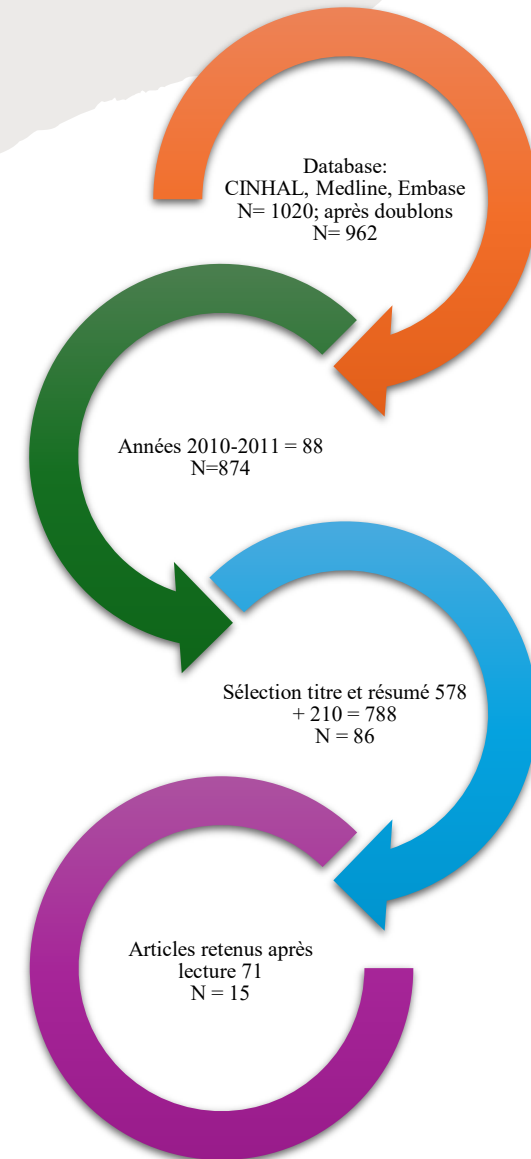 Database:
CINHAL, Medline, Embase
N= 1020; après doublons
N= 962
Années 2010-2011 = 88
N=874
Sélection titre et résumé 578
+ 210 = 788
N = 86
Articles retenus après
lecture 71
N = 15